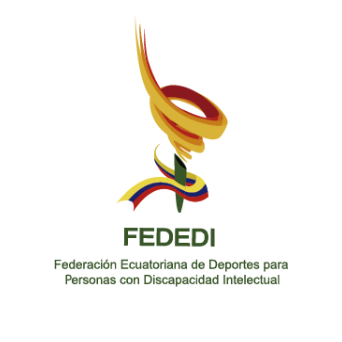 FEDEDI
Federación Ecuatoriana de Deportes para
Personas con Discapacidad Intelectual